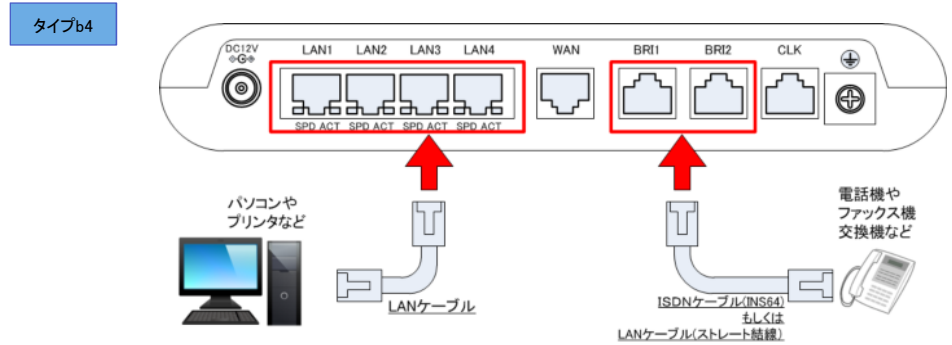 タイプb4
DC12V
LAN1 LAN2 LAN3 LAN4 WAN BRI1 BRI2 CLK
SPD ACT SPD ACT SPD ACT SPD ACT
パソコンや
プリンタなど
LANケーブル
電話機や
ファックス機
交換機など
ISDNケーブル(INS64)
もしくは
LANケーブル(ストレート結線)